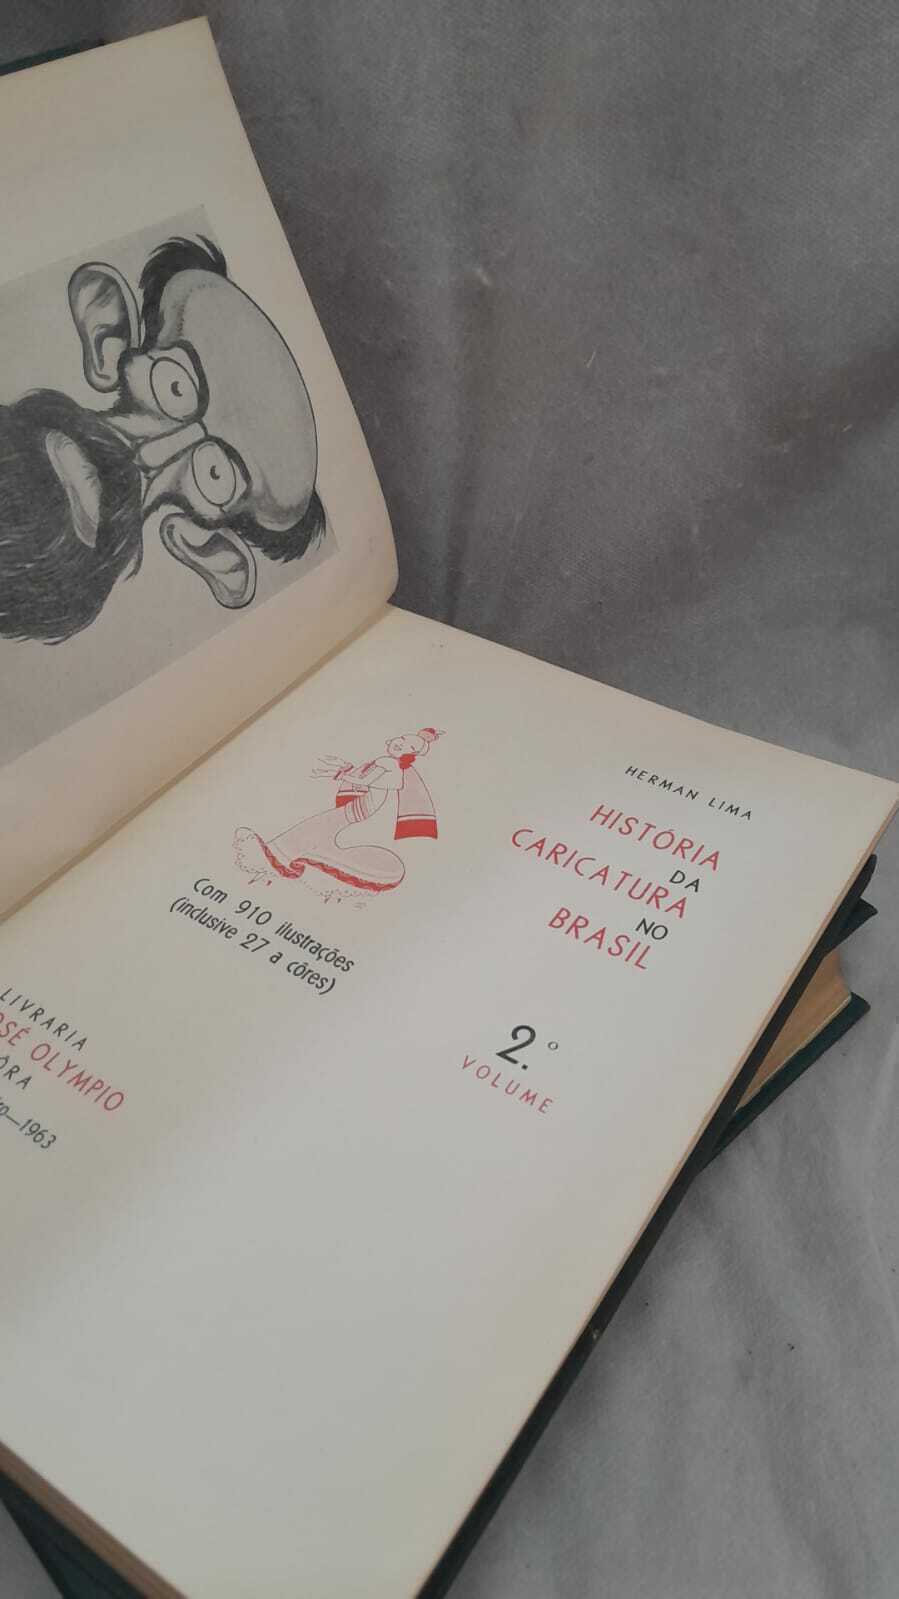 HERMAN LIMA
HISTÓRIA
DA
CARICATURA
NO
BRASIL
2.º
VOLUME
Com 910 ilustrações
(inclusive 27 a côres)
LIVRARIA
OLYMPIO
1963